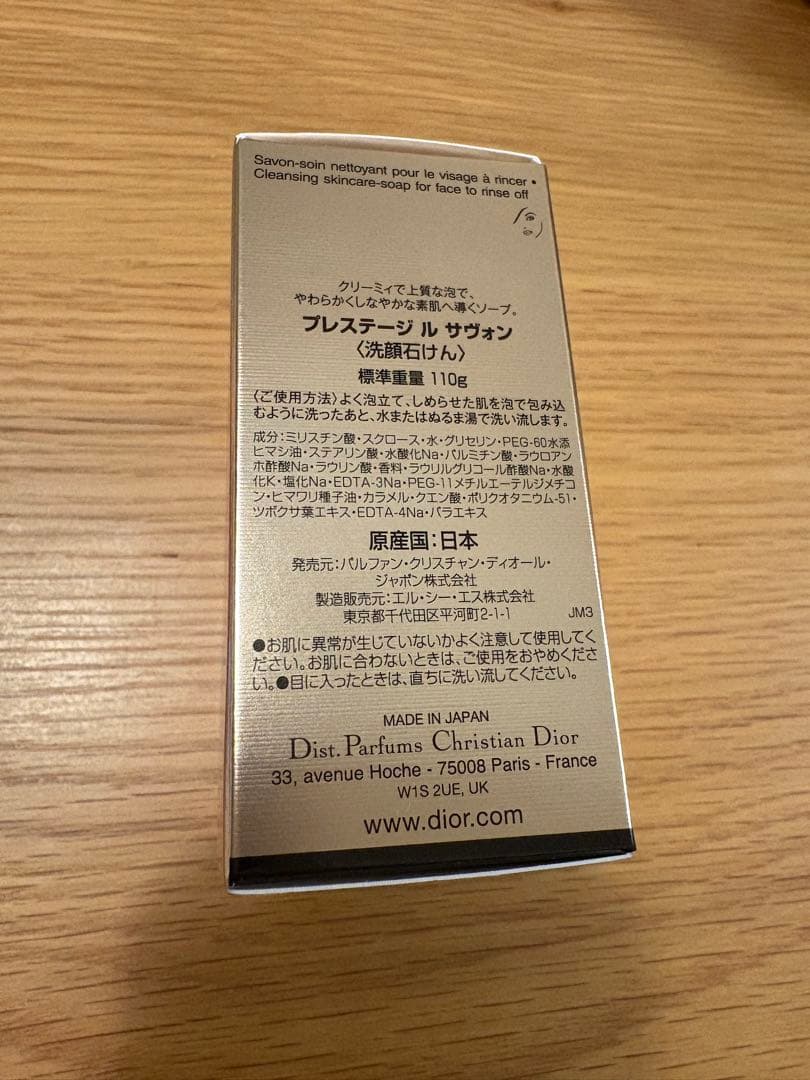 Savon-soin nettoyant pour le visage à rincer •
Cleansing skincare-soap for face to rinse off
クリーミィで上質な泡で、
やわらかくしなやかな素肌へ導くソープ。
プレステージ ル サヴォン
〈洗顔石けん〉
標準重量 110g
〈ご使用方法〉よく泡立て、しめらせた肌を泡で包み込
むように洗ったあと、水またはぬるま湯で洗い流します。
成分：ミリスチン酸・スクロース・水・グリセリン・PEG-60水添
ヒマシ油・ステアリン酸・水酸化Na・パルミチン酸・ラウロアン
ホ酢酸Na・ラウリン酸・香料・ラウリルグリコール酢酸Na・水酸
化K・塩化Na・EDTA-3Na・PEG-11メチルエーテルジメチコ
ン・ヒマワリ種子油・カラメル・クエン酸・ポリクオタニウム-51・
ツボクサ葉エキス・EDTA-4Na・バラエキス
原産国：日本
発売元：パルファン・クリスチャン・ディオール・
ジャポン株式会社
製造販売元：エル・シー・エス株式会社
東京都千代田区平河町2-1-1 JM3
●お肌に異常が生じていないかよく注意して使用してく
ださい。お肌に合わないときは、ご使用をおやめくださ
い。●目に入ったときは、直ちに洗い流してください。
MADE IN JAPAN
Dist. Parfums Christian Dior
33, avenue Hoche - 75008 Paris - France
W1S 2UE, UK
www.dior.com